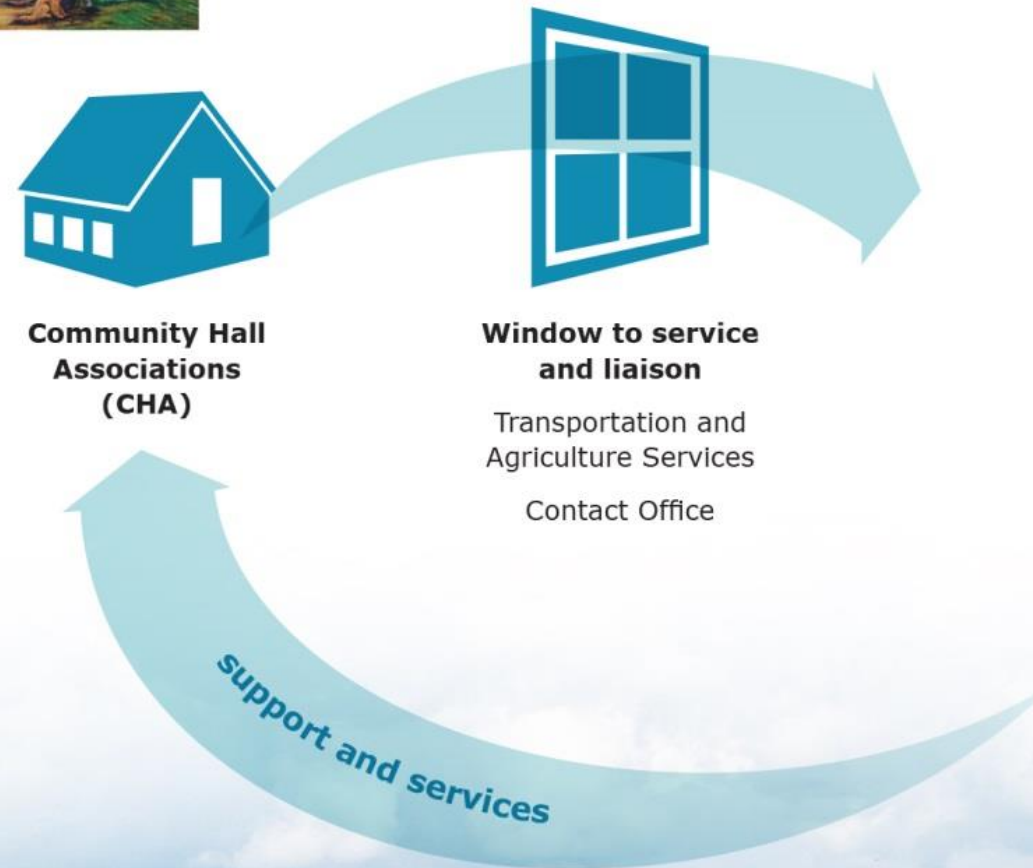 Community Hall
Associations
(CHA)
Window to service
and liaison
Transportation and
Agriculture Services
Contact Office
support and services